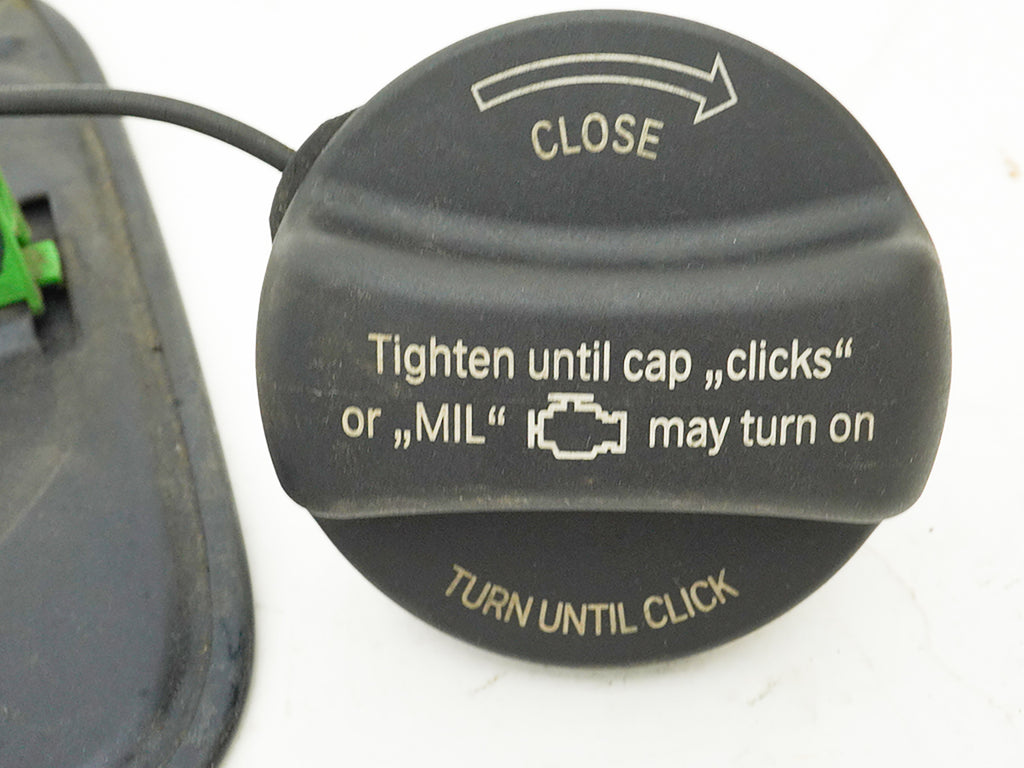 CLOSE
Tighten until cap „clicks“
or „MIL“ may turn on
TURN UNTIL CLICK